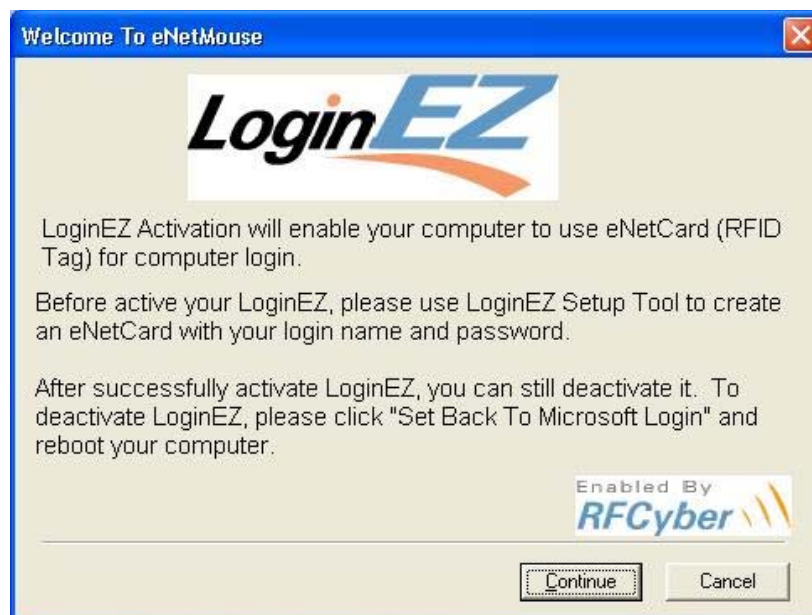 Welcome To eNetMouse
LoginEZ
LoginEZ Activation will enable your computer to use eNetCard (RFID
Tag) for computer login.
Before active your LoginEZ, please use LoginEZ Setup Tool to create
an eNetCard with your login name and password.
After successfully activate LoginEZ, you can still deactivate it. To
deactivate LoginEZ, please click "Set Back To Microsoft Login" and
reboot your computer.
Enabled By
RFCyber
Continue
Cancel